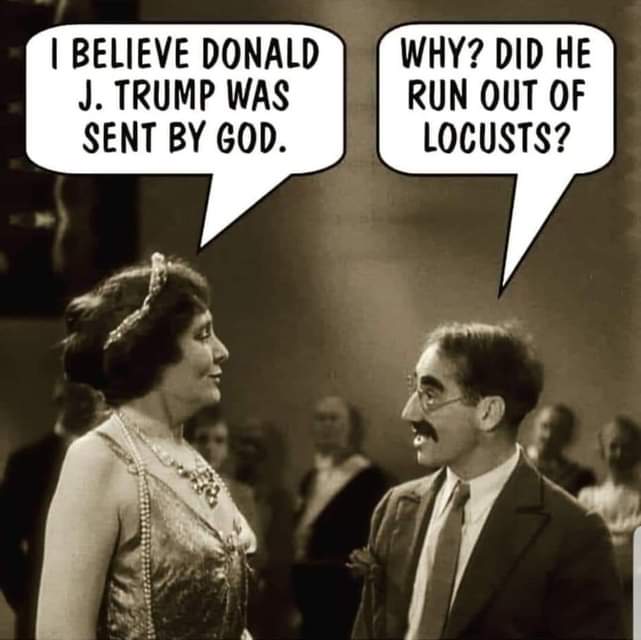 I BELIEVE DONALD
J. TRUMP WAS
SENT BY GOD.
WHY? DID HE
RUN OUT OF
LOCUSTS?